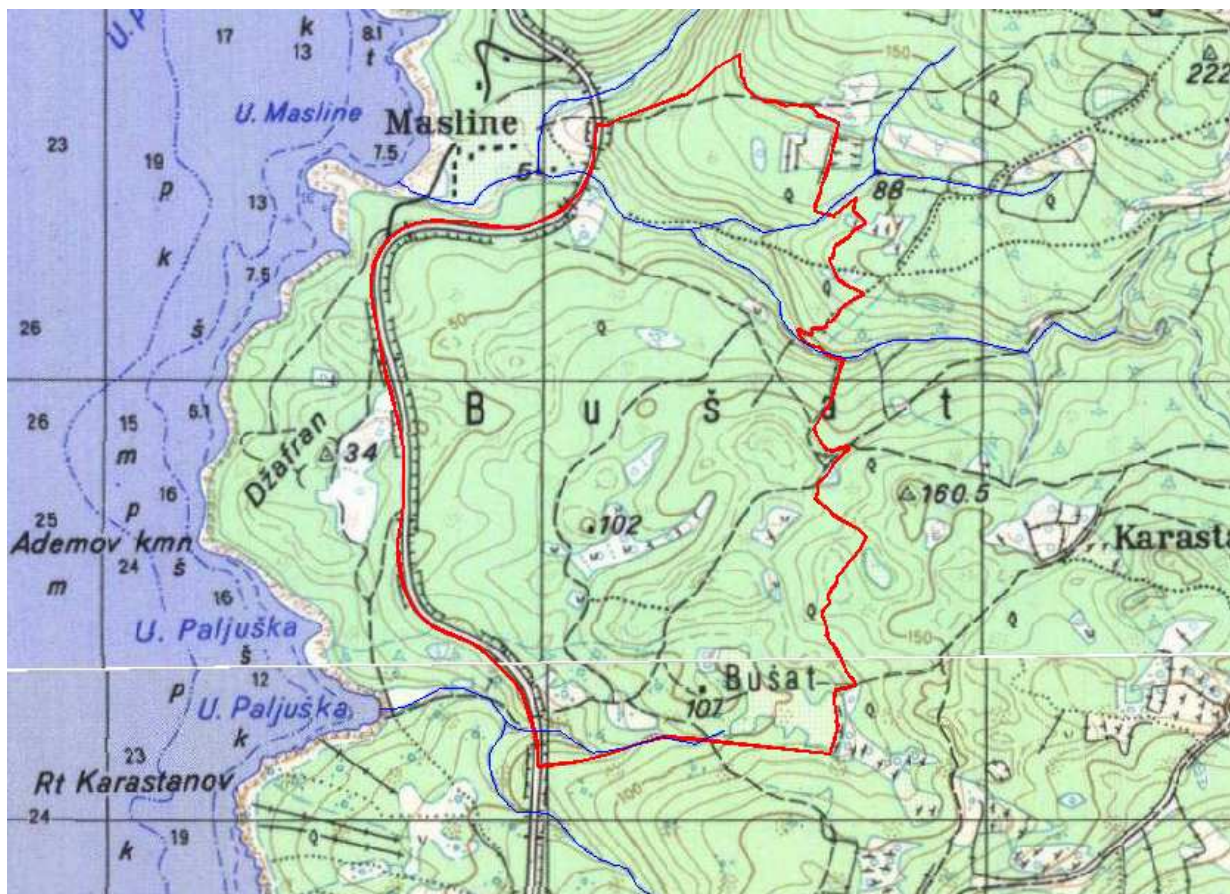 U.
k
17
13
8.1
t
150
222
U. Masline
Masline
23
19
7.5
6
p
13
88
k
7.5
50
26
š
B u š a t
5.1
26
15
Džafran
34
m
16
160.5
p
25
102
Ademov kmn
Karasta
24
š
m
16
U. Paljuška
150
š
12
p
Bušat
U. Paljuška
107
k
23
Rt Karastanov
100
24
19
k